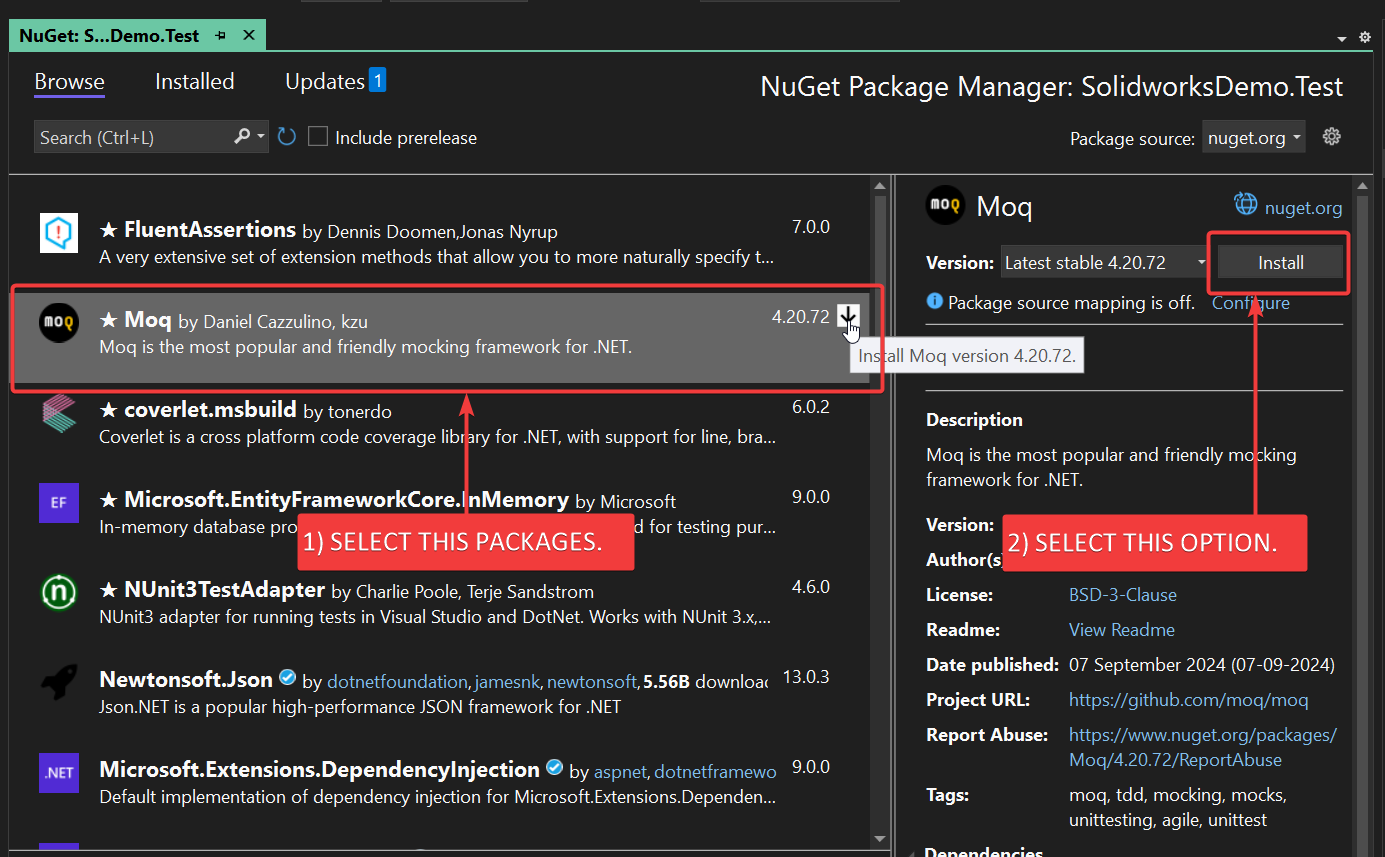 NuGet: S...Demo.Test
Browse Installed Updates 1
NuGet Package Manager: SolidworksDemo.Test
Search (Ctrl+L) Include prerelease
Package source: nuget.org
★ FluentAssertions by Dennis Doomen,Jonas Nyrup 7.0.0
A very extensive set of extension methods that allow you to more naturally specify t...
moq
★ Moq by Daniel Cazzulino, kzu 4.20.72
Moq is the most popular and friendly mocking framework for .NET.
Install Moq version 4.20.72.
★ coverlet.msbuild by tonerdo 6.0.2
Coverlet is a cross platform code coverage library for .NET, with support for line, bra...
EF
★ Microsoft.EntityFrameworkCore.InMemory by Microsoft 9.0.0
In-memory database pro d for testing pur...
1) SELECT THIS PACKAGES.
n
★ NUnit3TestAdapter by Charlie Poole, Terje Sandstrom 4.6.0
NUnit3 adapter for running tests in Visual Studio and DotNet. Works with NUnit 3.x,...
Newtonsoft.Json by dotnetfoundation, jamesnk, newtonsoft, 5.56B downloac 13.0.3
Json.NET is a popular high-performance JSON framework for .NET
.NET
Microsoft.Extensions.DependencyInjection by aspnet, dotnetframewo 9.0.0
Default implementation of dependency injection for Microsoft.Extensions.Dependen...
moq Moq nuget.org
Version: Latest stable 4.20.72 Install
Package source mapping is off. Configure
Description
Moq is the most popular and friendly mocking
framework for .NET.
Version:
2) SELECT THIS OPTION.
Author(s
License: BSD-3-Clause
Readme: View Readme
Date published: 07 September 2024 (07-09-2024)
Project URL: https://github.com/moq/moq
Report Abuse: https://www.nuget.org/packages/
Moq/4.20.72/ReportAbuse
Tags: moq, tdd, mocking, mocks,
unittesting, agile, unittest
Dependencies